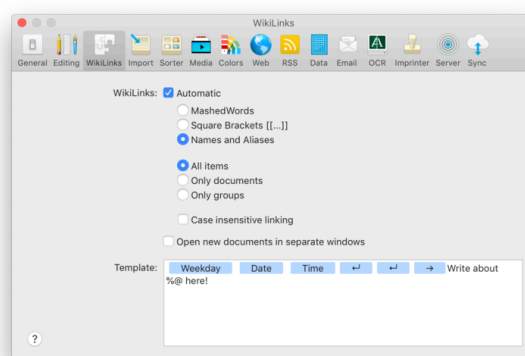 WikiLinks
General Editing WikiLinks Import Sorter Media Colors Web RSS Data Email OCR Imprinter Server Sync
WikiLinks: Automatic
MashedWords
Square Brackets [[...]]
Names and Aliases
All items
Only documents
Only groups
Case insensitive linking
Open new documents in separate windows
Template: Weekday Date Time ↵ ↵ → Write about
%@ here!
?